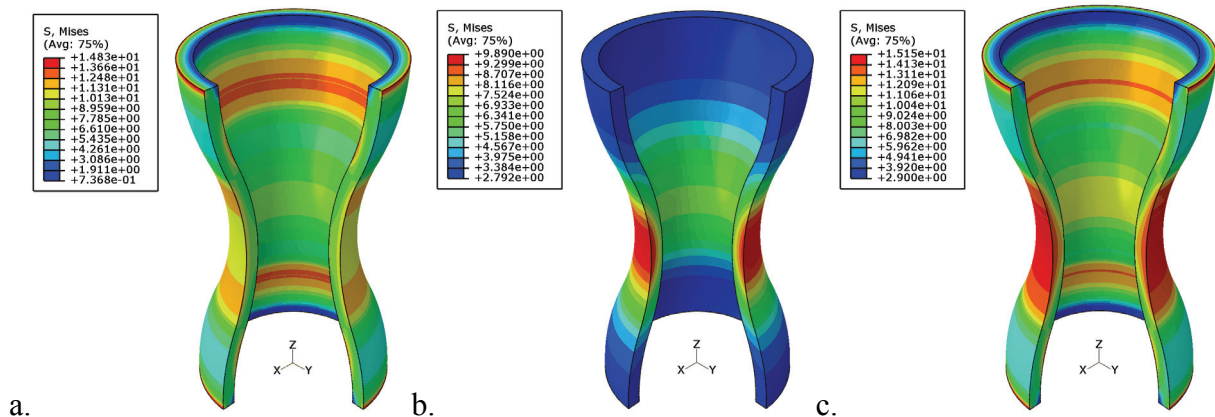 S, Mises
(Avg: 75%)
+1.483e+01
+1.366e+01
+1.248e+01
+1.131e+01
+1.013e+01
+8.959e+00
+7.785e+00
+6.610e+00
+5.435e+00
+4.261e+00
+3.086e+00
+1.911e+00
+7.368e-01
Z
X
Y
a.
S, Mises
(Avg: 75%)
+9.890e+00
+9.299e+00
+8.707e+00
+8.116e+00
+7.524e+00
+6.933e+00
+6.341e+00
+5.750e+00
+5.158e+00
+4.567e+00
+3.975e+00
+3.384e+00
+2.792e+00
Z
X
Y
b.
S, Mises
(Avg: 75%)
+1.515e+01
+1.413e+01
+1.311e+01
+1.209e+01
+1.106e+01
+1.004e+01
+9.024e+00
+8.003e+00
+6.982e+00
+5.962e+00
+4.941e+00
+3.920e+00
+2.900e+00
Z
X
Y
c.